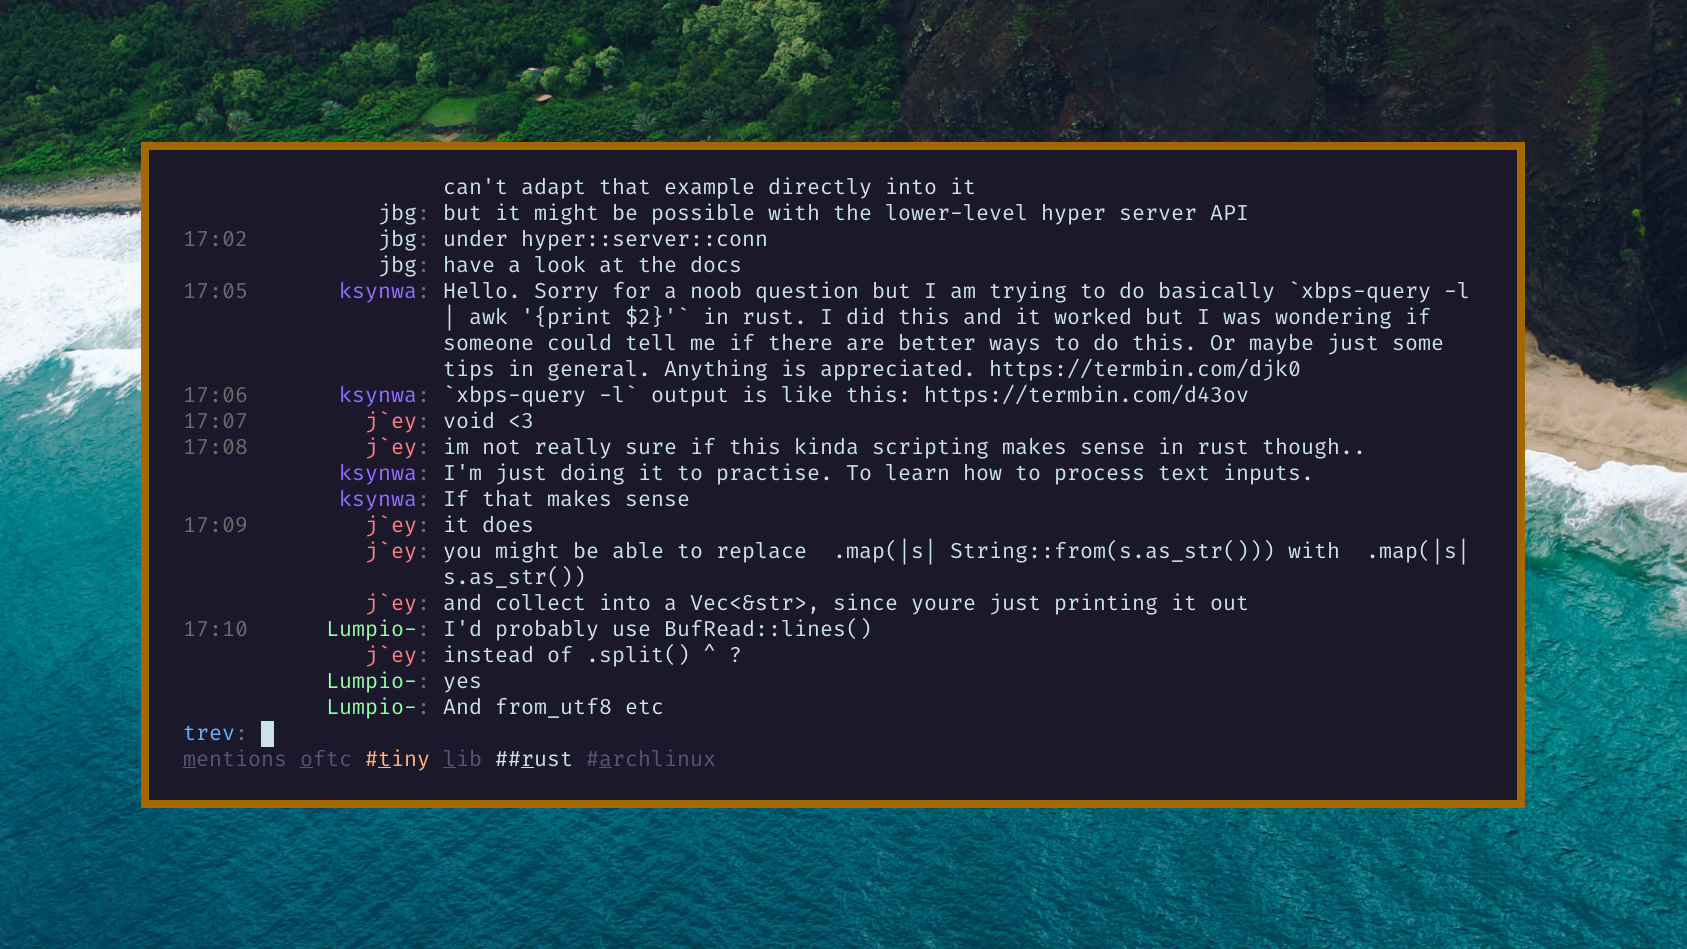 can't adapt that example directly into it
jbg: but it might be possible with the lower-level hyper server API
17:02 jbg: under hyper::server::conn
jbg: have a look at the docs
17:05 ksynwa: Hello. Sorry for a noob question but I am trying to do basically `xbps-query -l
| awk '{print $2}'` in rust. I did this and it worked but I was wondering if
someone could tell me if there are better ways to do this. Or maybe just some
tips in general. Anything is appreciated. https://termbin.com/djk0
17:06 ksynwa: `xbps-query -l` output is like this: https://termbin.com/d43ov
17:07 j`ey: void <3
17:08 j`ey: im not really sure if this kinda scripting makes sense in rust though..
ksynwa: I'm just doing it to practise. To learn how to process text inputs.
ksynwa: If that makes sense
17:09 j`ey: it does
j`ey: you might be able to replace  .map(|s| String::from(s.as_str())) with  .map(|s|
s.as_str())
j`ey: and collect into a Vec<&str>, since youre just printing it out
17:10 Lumpio-: I'd probably use BufRead::lines()
j`ey: instead of .split() ^ ?
Lumpio-: yes
Lumpio-: And from_utf8 etc
trev:
mentions oftc #tiny lib ##rust #archlinux